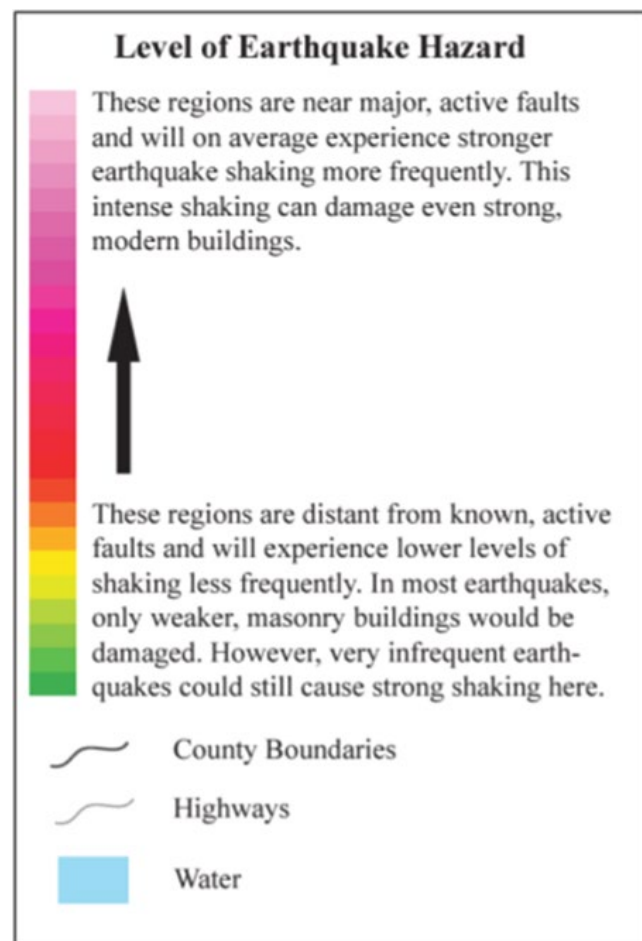 Level of Earthquake Hazard
These regions are near major, active faults
and will on average experience stronger
earthquake shaking more frequently. This
intense shaking can damage even strong,
modern buildings.
These regions are distant from known, active
faults and will experience lower levels of
shaking less frequently. In most earthquakes,
only weaker, masonry buildings would be
damaged. However, very infrequent earth-
quakes could still cause strong shaking here.
County Boundaries
Highways
Water